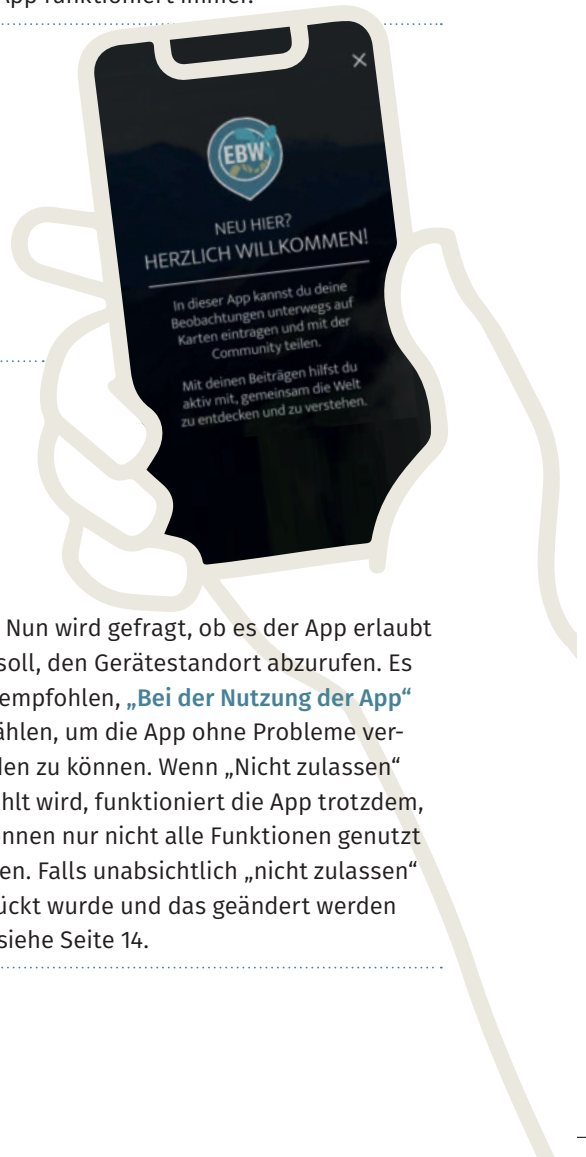 App funktioniert immer.
×
EBW
NEU HIER?
HERZLICH WILLKOMMEN!
In dieser App kannst du deine
Beobachtungen unterwegs auf
Karten eintragen und mit der
Community teilen.
Mit deinen Beiträgen hilfst du
aktiv mit, gemeinsam die Welt
zu entdecken und zu verstehen.
Nun wird gefragt, ob es der App erlaubt
soll, den Gerätestandort abzurufen. Es
empfohlen, „Bei der Nutzung der App“
ählen, um die App ohne Probleme ver-
den zu können. Wenn „Nicht zulassen“
hlt wird, funktioniert die App trotzdem,
önnen nur nicht alle Funktionen genutzt
en. Falls unabsichtlich „nicht zulassen“
ückt wurde und das geändert werden
siehe Seite 14.